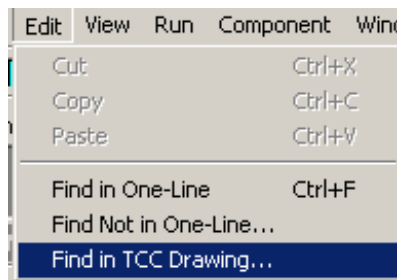 Edit View Run Component
Cut Ctrl+X
Copy Ctrl+C
Paste Ctrl+V
Find in One-Line Ctrl+F
Find Not in One-Line...
Find in TCC Drawing...